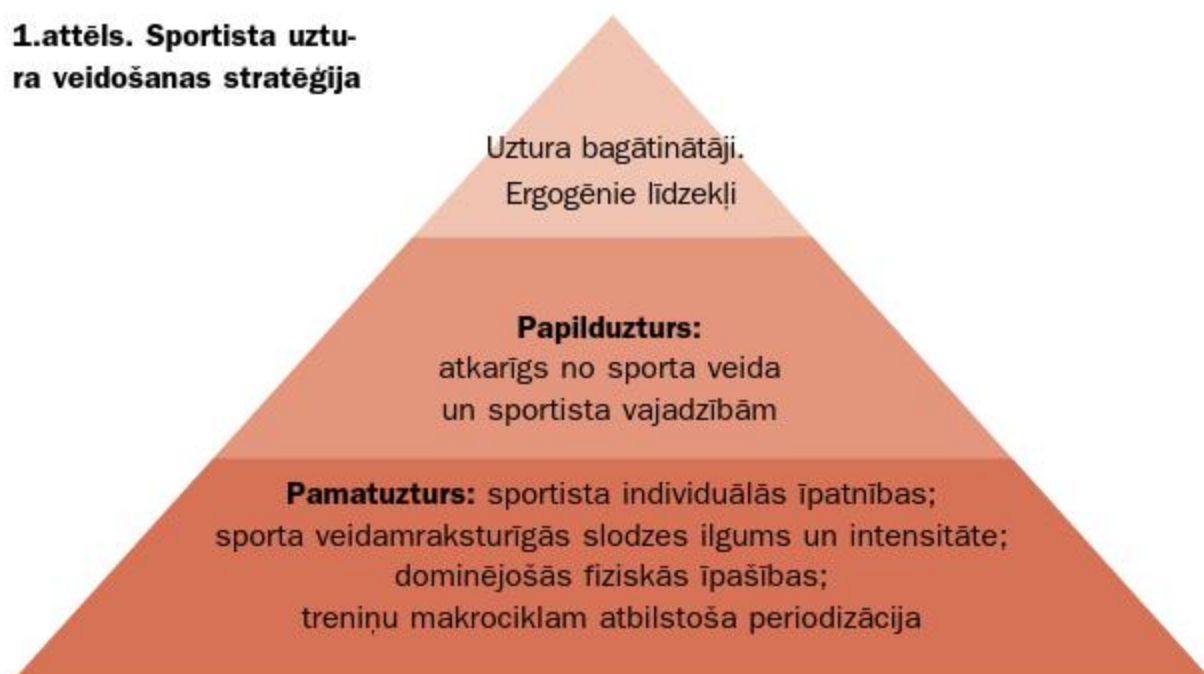 1.attēls. Sportista uztu-
ra veidošanas stratēģija
Uztura bagātinātāji.
Ergogēnie līdzekļi
Papilduzturs:
atkarīgs no sporta veida
un sportista vajadzībām
Pamatuzturs: sportista individuālās īpatnības;
sporta veidamraksturīgās slodzes ilgums un intensitāte;
dominējošās fiziskās īpašības;
treniņu makrociklam atbilstoša periodizācija